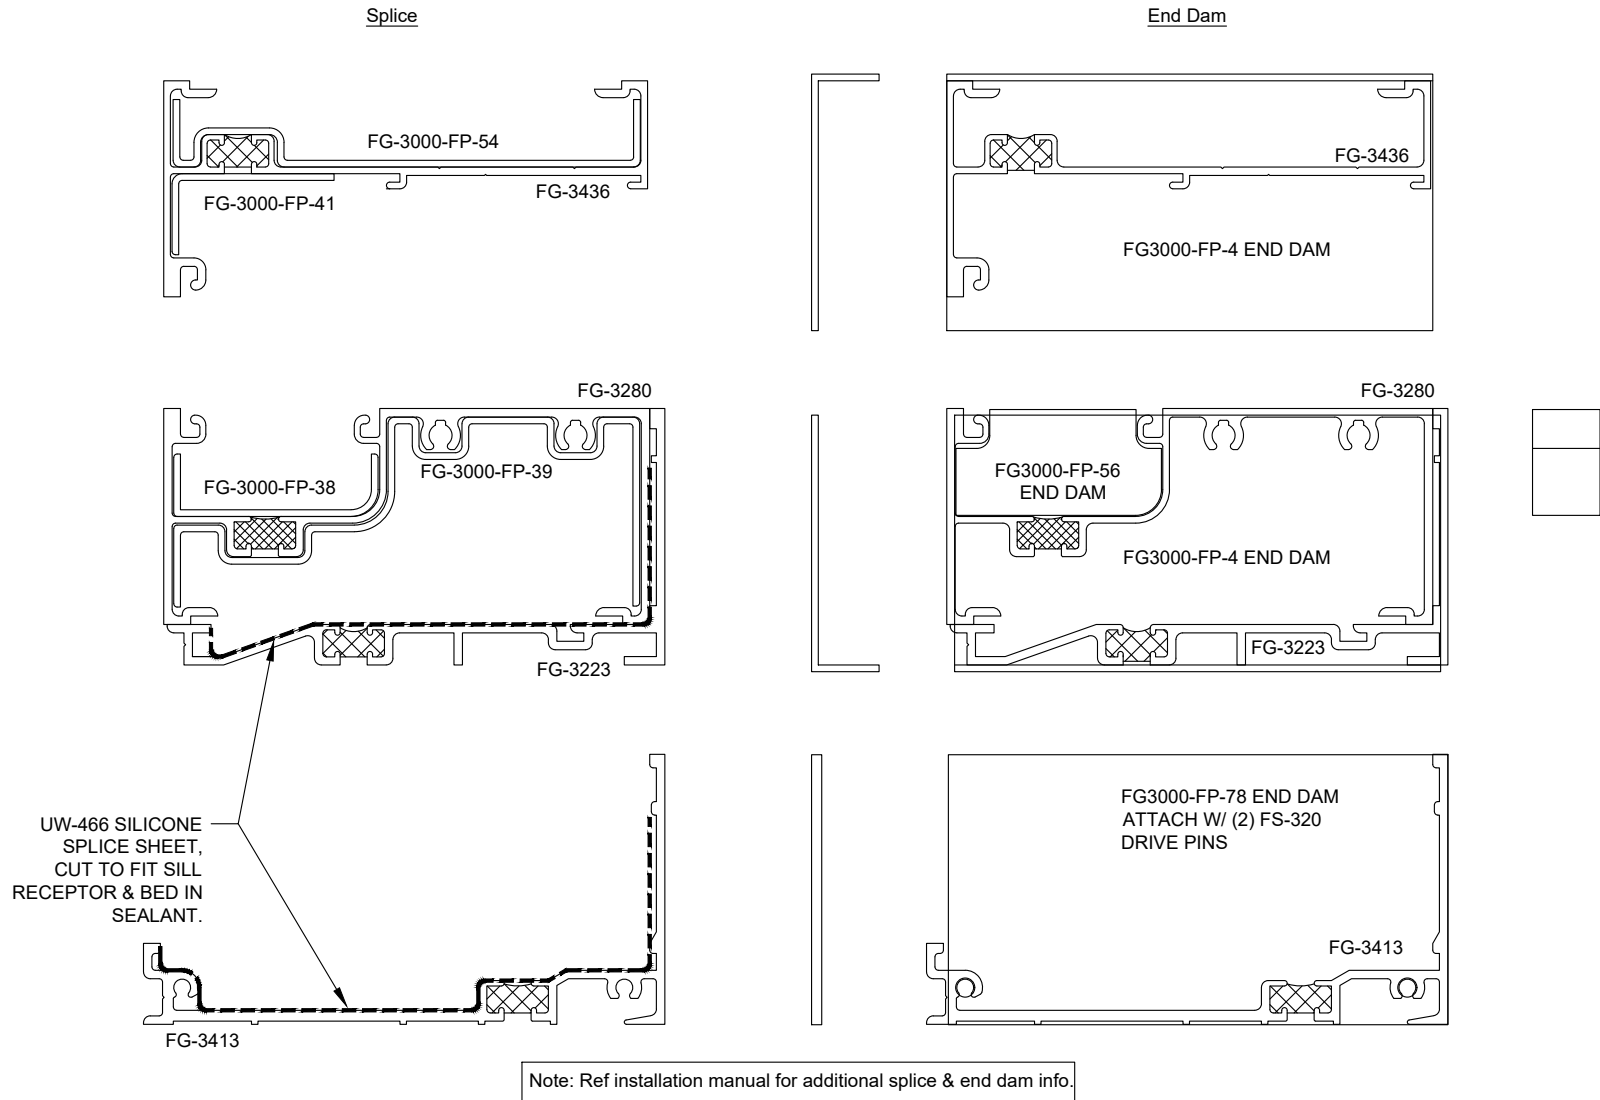 Splice
End Dam
FG-3000-FP-54
FG-3436
FG-3000-FP-41
FG-3436
FG3000-FP-4 END DAM
FG-3280
FG-3000-FP-39
FG-3000-FP-38
FG-3223
FG-3280
FG3000-FP-56
END DAM
FG3000-FP-4 END DAM
FG-3223
UW-466 SILICONE
SPLICE SHEET,
CUT TO FIT SILL
RECEPTOR & BED IN
SEALANT.
FG-3413
FG3000-FP-78 END DAM
ATTACH W/ (2) FS-320
DRIVE PINS
FG-3413
Note: Ref installation manual for additional splice & end dam info.